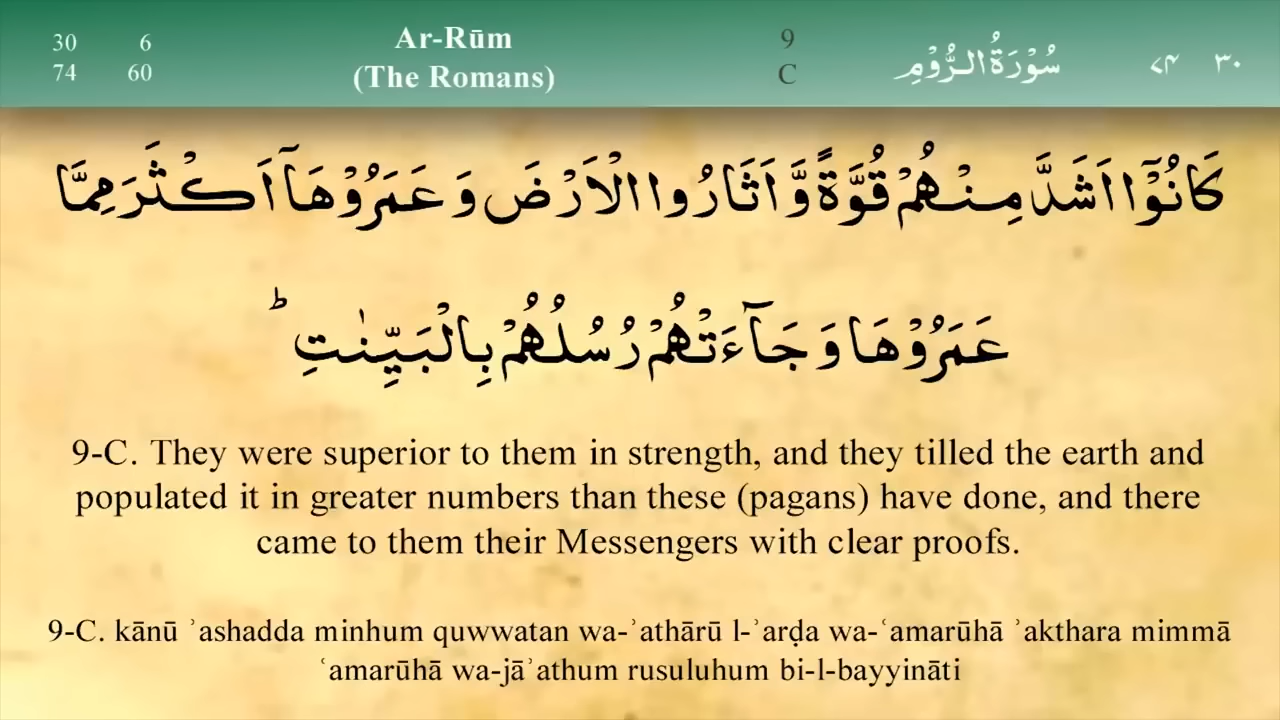 30 6
74 60
Ar-Rūm
(The Romans)
9
C
سُوْرَةُ الرُّوْمِ
٧٤ ٣٠
كَانُوْۤا اَشَدَّ مِنْهُمْ قُوَّةً وَّ اَثَارُوا الْاَرْضَ وَ عَمَرُوْهَاۤ اَكْثَرَ مِمَّا
عَمَرُوْهَا وَ جَآءَتْهُمْ رُسُلُهُمْ بِالْبَيِّنٰتِ ؕ
9-C. They were superior to them in strength, and they tilled the earth and
populated it in greater numbers than these (pagans) have done, and there
came to them their Messengers with clear proofs.
9-C. kānū ʾashadda minhum quwwatan wa-ʾathārū l-ʾarḍa wa-ʿamarūhā ʾakthara mimmā
ʿamarūhā wa-jāʾathum rusuluhum bi-l-bayyināti